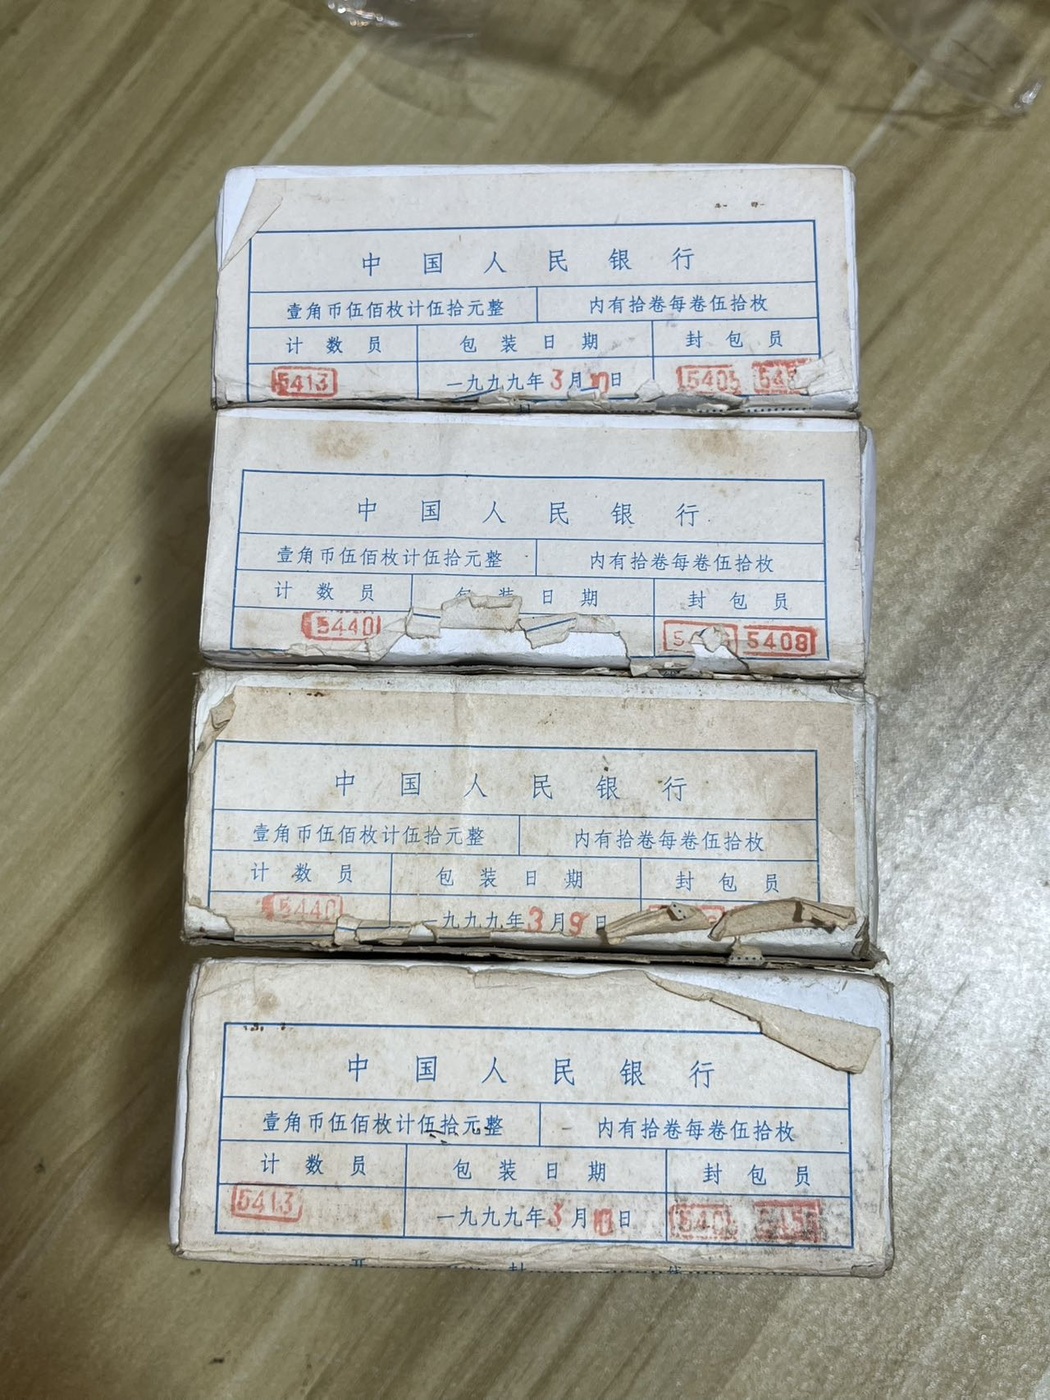 中国人民银行
壹角币伍佰枚计伍拾元整 内有拾卷每卷伍拾枚
计数员 包装日期 封包员
5413 一九九九年3月 日 5405
中国人民银行
壹角币伍佰枚计伍拾元整 内有拾卷每卷伍拾枚
计数员 包装日期 封包员
5440 5408
中国人民银行
壹角币伍佰枚计伍拾元整 内有拾卷每卷伍拾枚
计数员 包装日期 封包员
5440 一九九九年3月9日
中国人民银行
壹角币伍佰枚计伍拾元整 内有拾卷每卷伍拾枚
计数员 包装日期 封包员
5413 一九九九年3月 日